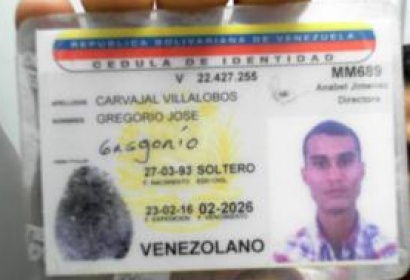 REPUBLICA BOLIVARIANA DE VENEZUELA
CEDULA DE IDENTIDAD
V 22.427.255
MM689
Anabel Jimenez
Directora
APELLIDOS CARVAJAL VILLALOBOS
NOMBRES GREGORIO JOSE
Gregorio
27-03-93 SOLTERO
F. NACIMIENTO EDO CIVIL
23-02-16 02-2026
F. EXPEDICION F. VENCIMIENTO
VENEZOLANO